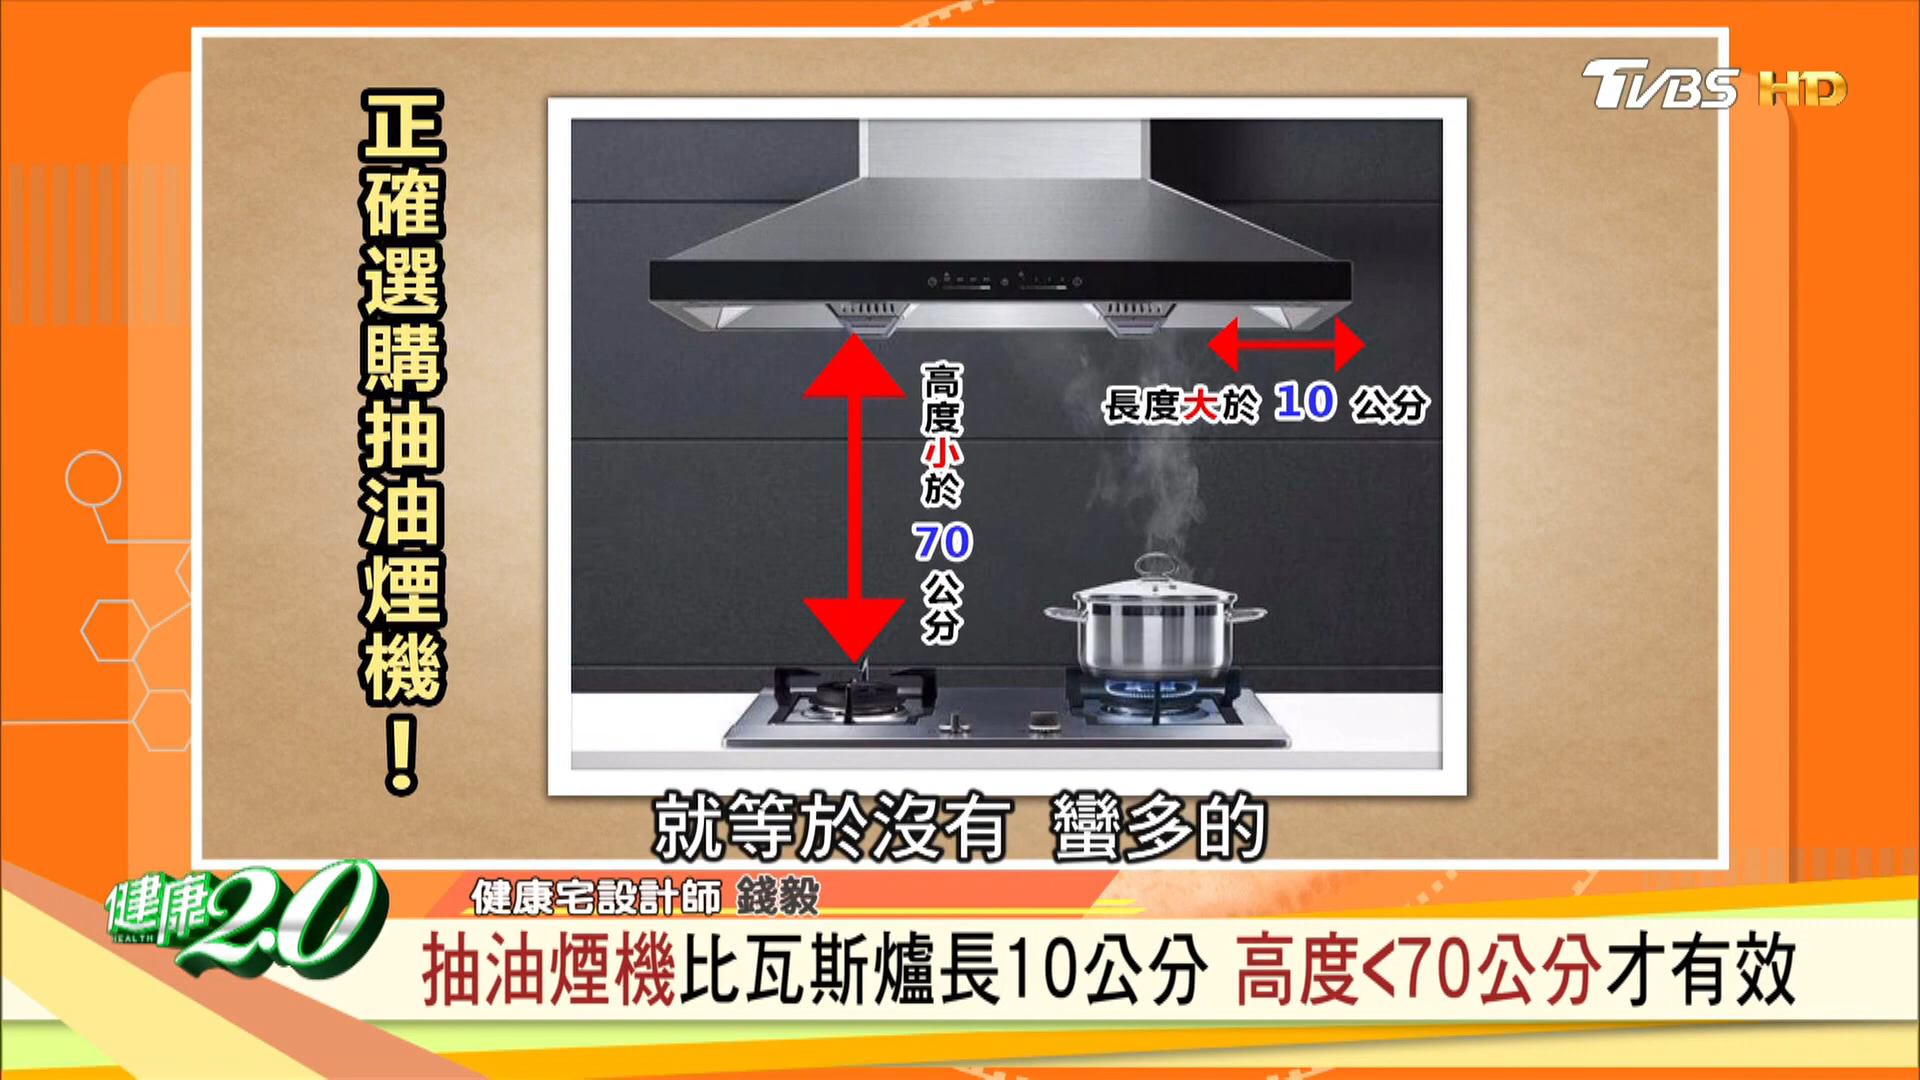 TVBS HD
正確選購抽油煙機！
高度小於70公分
長度大於 10 公分
就等於沒有 蠻多的
健康2.0
HEALTH
健康宅設計師 錢毅
抽油煙機比瓦斯爐長10公分 高度<70公分才有效